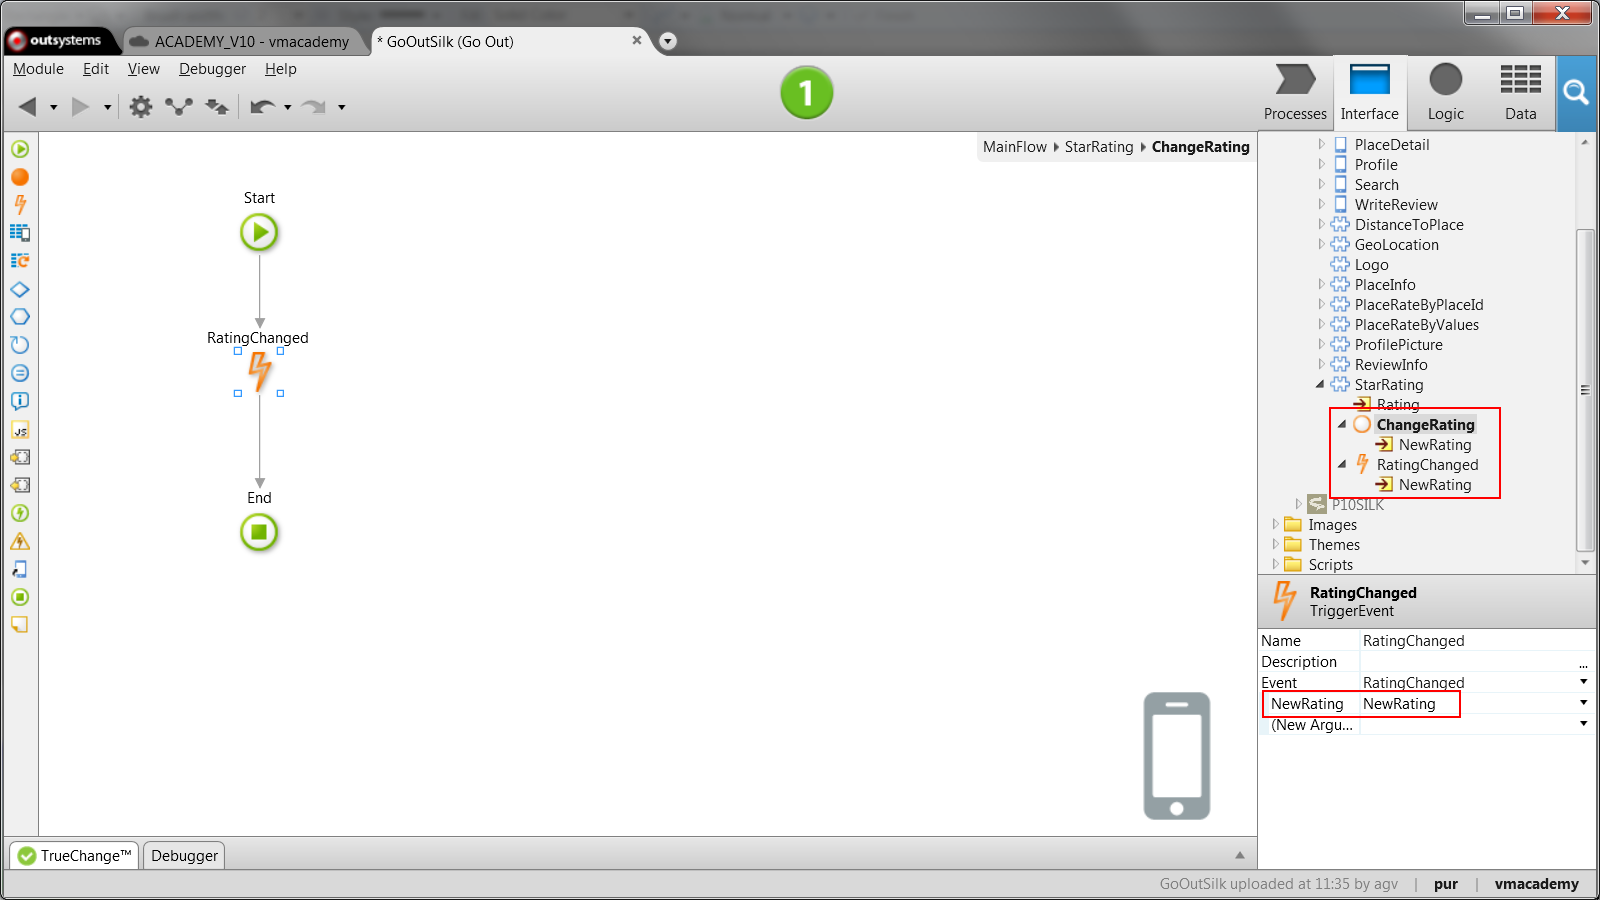 outsystems
ACADEMY_V10 - vmacademy
* GoOutSilk (Go Out)
Module Edit View Debugger Help
1
Processes Interface Logic Data
MainFlow StarRating ChangeRating
Start
RatingChanged
End
JS
PlaceDetail
Profile
Search
WriteReview
DistanceToPlace
GeoLocation
Logo
PlaceInfo
PlaceRateByPlaceId
PlaceRateByValues
ProfilePicture
ReviewInfo
StarRating
Rating
ChangeRating
NewRating
RatingChanged
NewRating
P10SILK
Images
Themes
Scripts
RatingChanged
TriggerEvent
Name RatingChanged
Description ...
Event RatingChanged
NewRating NewRating
(New Argu...
TrueChange™ Debugger
GoOutSilk uploaded at 11:35 by agv | pur | vmacademy